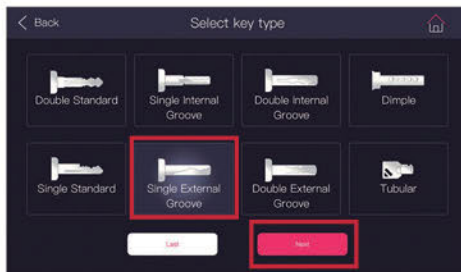 Back
Select key type
Double Standard
Single Internal
Groove
Double Internal
Groove
Dimple
Single Standard
Single External
Groove
Double External
Groove
Tubular
Last
Next